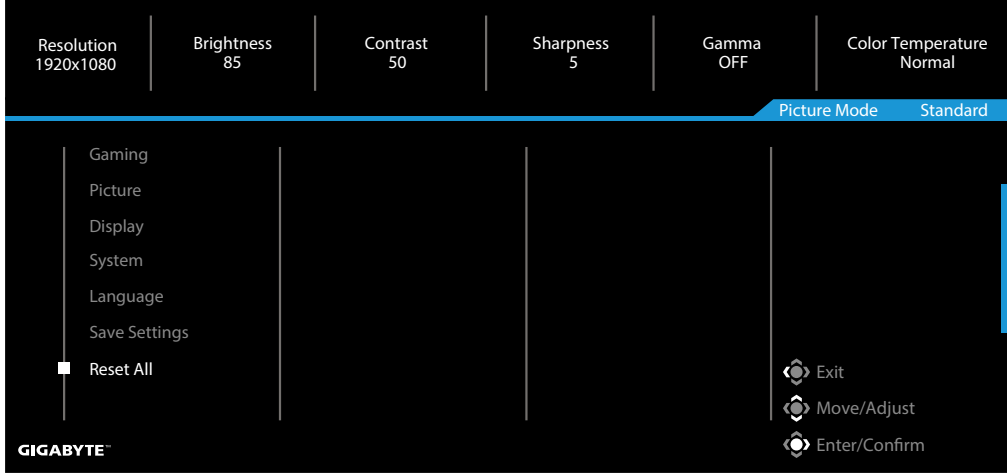 Resolution
1920x1080
Brightness
85
Contrast
50
Sharpness
5
Gamma
OFF
Color Temperature
Normal
Picture Mode Standard
Gaming
Picture
Display
System
Language
Save Settings
Reset All
Exit
Move/Adjust
Enter/Confirm
GIGABYTE™